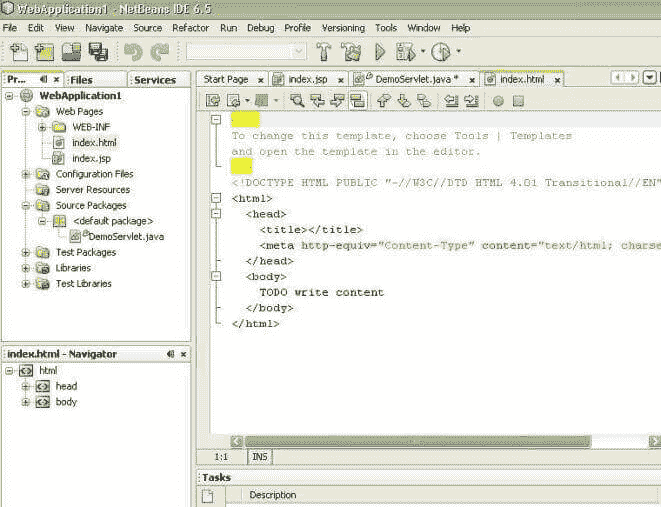 WebApplication1 - NetBeans IDE 6.5
File Edit View Navigate Source Refactor Run Debug Profile Versioning Tools Window Help
Pr... Files Services
WebApplication1
Web Pages
WEB-INF
index.html
index.jsp
Configuration Files
Server Resources
Source Packages
<default package>
DemoServlet.java
Test Packages
Libraries
Test Libraries
index.html - Navigator
html
head
body
Start Page index.jsp DemoServlet.java * index.html
To change this template, choose Tools | Templates
and open the template in the editor.
<!DOCTYPE HTML PUBLIC "-//W3C//DTD HTML 4.01 Transitional//EN"
<html>
<head>
<title></title>
<meta http-equiv="Content-Type" content="text/html; charse
</head>
<body>
TODO write content
</body>
</html>
1:1 INS
Tasks
Description